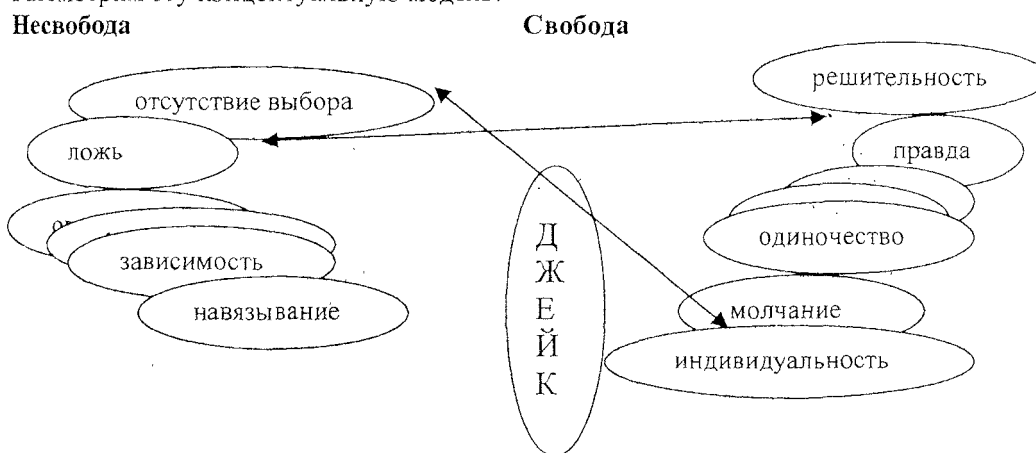 Несвобода Свобода
решительность
отсутствие выбора
ложь
правда
одиночество
зависимость
навязывание
молчание
индивидуальность
Д
Ж
Е
Й
К